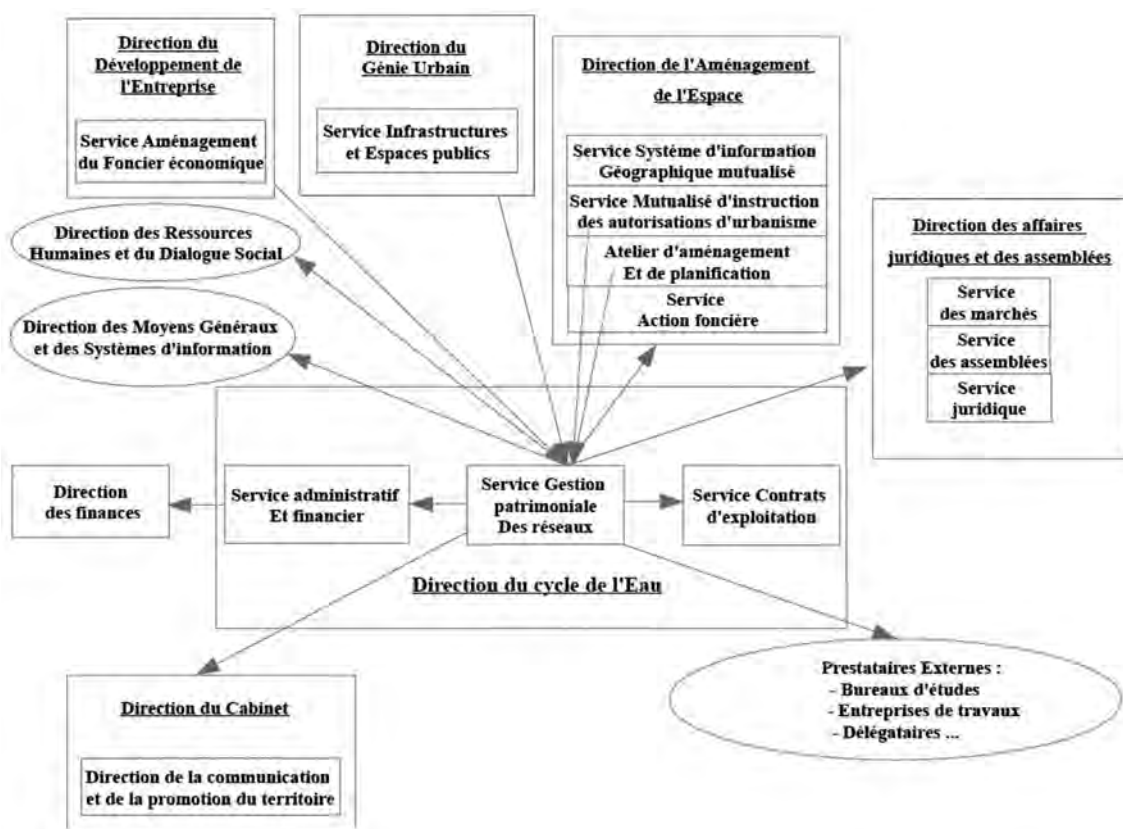 Direction du
Développement de
l'Entreprise
Service Aménagement
du Foncier économique
Direction du
Génie Urbain
Service Infrastructures
et Espaces publics
Direction de l'Aménagement
de l'Espace
Service Système d'information
Géographique mutualisé
Service Mutualisé d'instruction
des autorisations d'urbanisme
Atelier d'aménagement
Et de planification
Service
Action foncière
Direction des affaires
juridiques et des assemblées
Service
des marchés
Service
des assemblées
Service
juridique
Direction des Ressources
Humaines et du Dialogue Social
Direction des Moyens Généraux
et des Systèmes d'information
Direction
des finances
Service administratif
Et financier
Service Gestion
patrimoniale
Des réseaux
Service Contrats
d'exploitation
Direction du cycle de l'Eau
Direction du Cabinet
Direction de la communication
et de la promotion du territoire
Prestataires Externes :
- Bureaux d'études
- Entreprises de travaux
- Délégataires ...